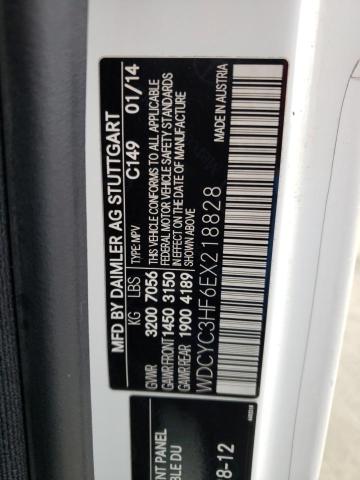 MFD BY DAIMLER AG STUTTGART
C149 01/14
KG LBS TYPE: MPV
GVWR 3200 7056 THIS VEHICLE CONFORMS TO ALL APPLICABLE
GAWR FRONT 1450 3150 FEDERAL MOTOR VEHICLE SAFETY STANDARDS
GAWR REAR 1900 4189 IN EFFECT ON THE DATE OF MANUFACTURE
SHOWN ABOVE
MADE IN AUSTRIA
WDCYC3HF6EX218828
NT PANEL
BLE DU
8-12